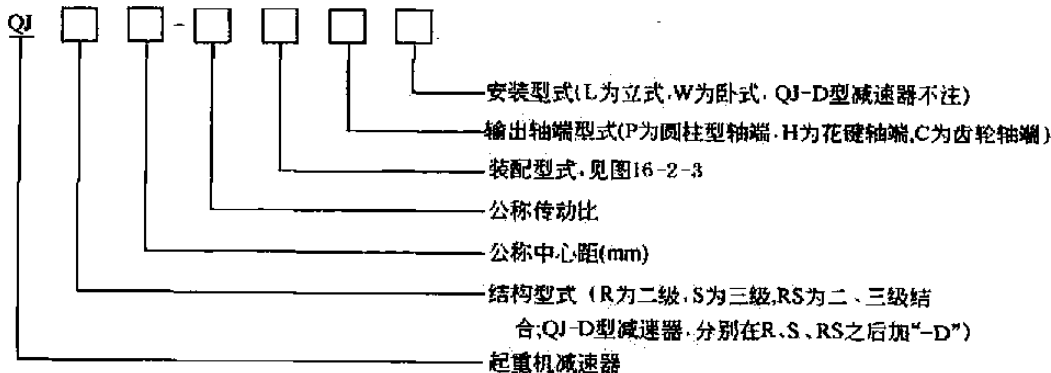 QJ □ □ - □ □ □ □
安装型式(L为立式,W为卧式,QJ-D型减速器不注)
输出轴端型式(P为圆柱型轴端,H为花键轴端,C为齿轮轴端)
装配型式,见图16-2-3
公称传动比
公称中心距(mm)
结构型式(R为二级,S为三级,RS为二、三级结
合;QJ-D型减速器,分别在R、S、RS之后加“-D”)
起重机减速器